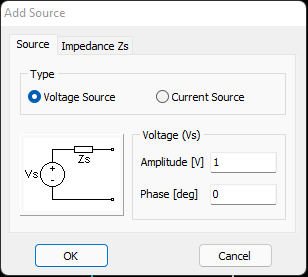 Add Source
Source Impedance Zs
Type
Voltage Source Current Source
Zs
Vs
+
-
Voltage (Vs)
Amplitude [V] 1
Phase [deg] 0
OK Cancel